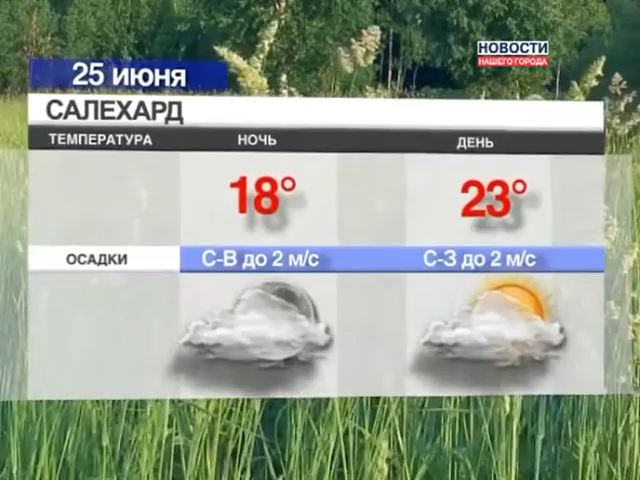 НОВОСТИ
НАШЕГО ГОРОДА
25 июня
САЛЕХАРД
ТЕМПЕРАТУРА НОЧЬ ДЕНЬ
18° 23°
ОСАДКИ С-В до 2 м/с С-З до 2 м/с